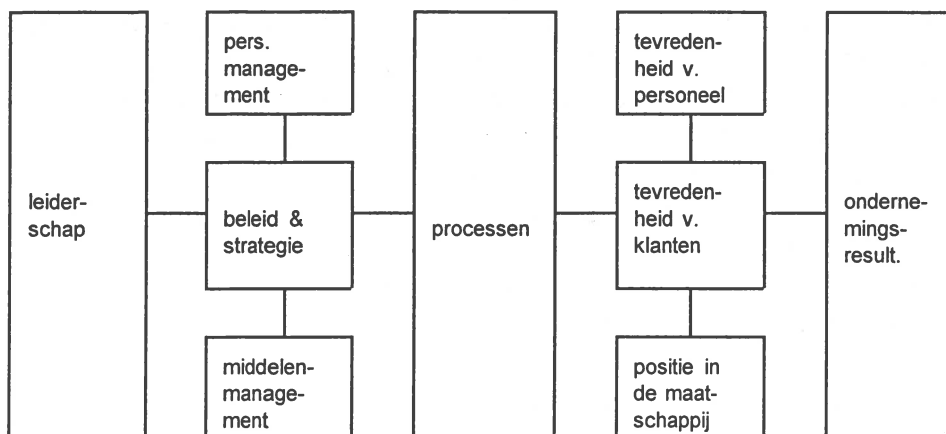 leider-
schap
pers.
manage-
ment
beleid &
strategie
middelen-
manage-
ment
processen
tevreden-
heid v.
personeel
tevreden-
heid v.
klanten
positie in
de maat-
schappij
onderne-
mings-
result.